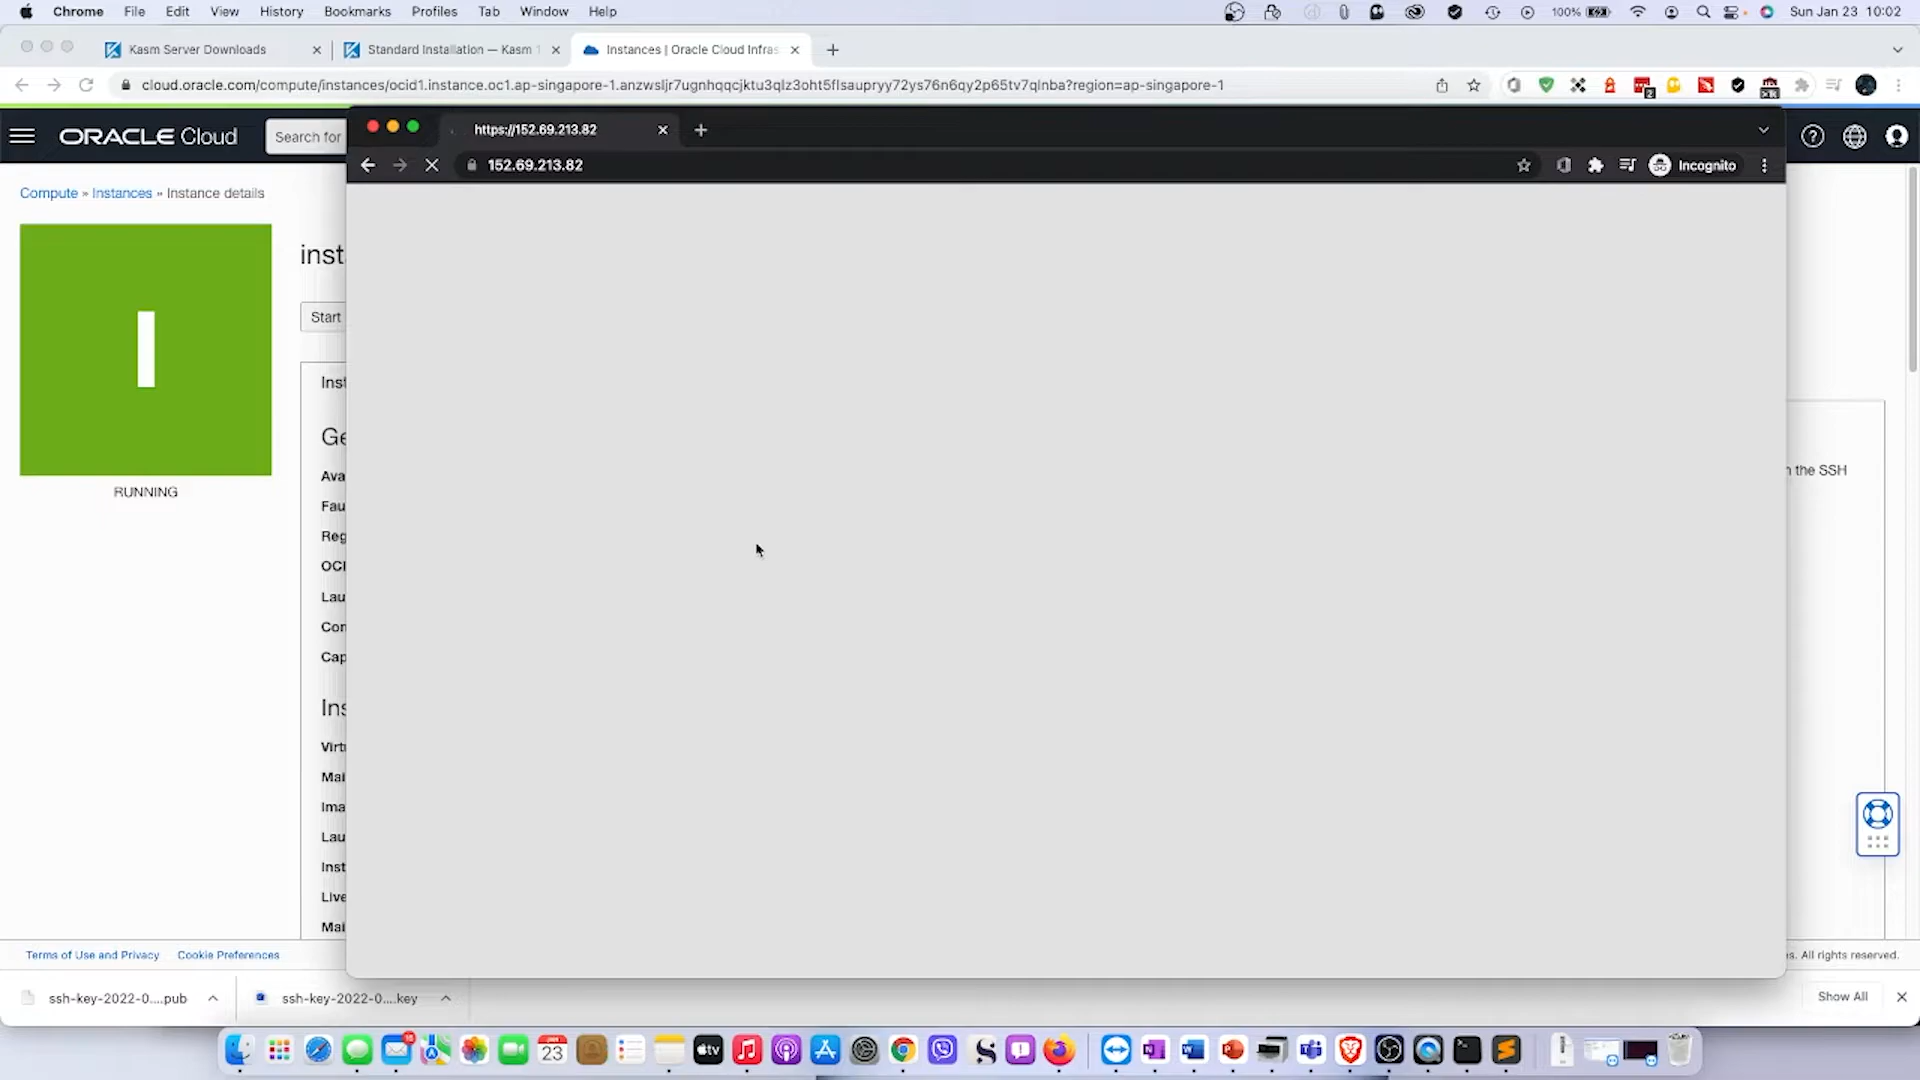 Chrome File Edit View History Bookmarks Profiles Tab Window Help 100% Sun Jan 23 10:02
Kasm Server Downloads Standard Installation — Kasm 1 Instances | Oracle Cloud Infras
cloud.oracle.com/compute/instances/ocid1.instance.oc1.ap-singapore-1.anzwsljr7ugnhqqcjktu3qlz3oht5flsaupryy72ys76n6qy2p65tv7qlnba?region=ap-singapore-1
ORACLE Cloud Search for
https://152.69.213.82
152.69.213.82 Incognito
Compute » Instances » Instance details
inst
Start
Inst
Ge
Ava
n the SSH
RUNNING
Fau
Reg
OCI
Lau
Con
Cap
Ins
Virtu
Mai
Ima
Lau
Inst
Live
Mai
Terms of Use and Privacy Cookie Preferences s. All rights reserved.
ssh-key-2022-0....pub ssh-key-2022-0....key Show All